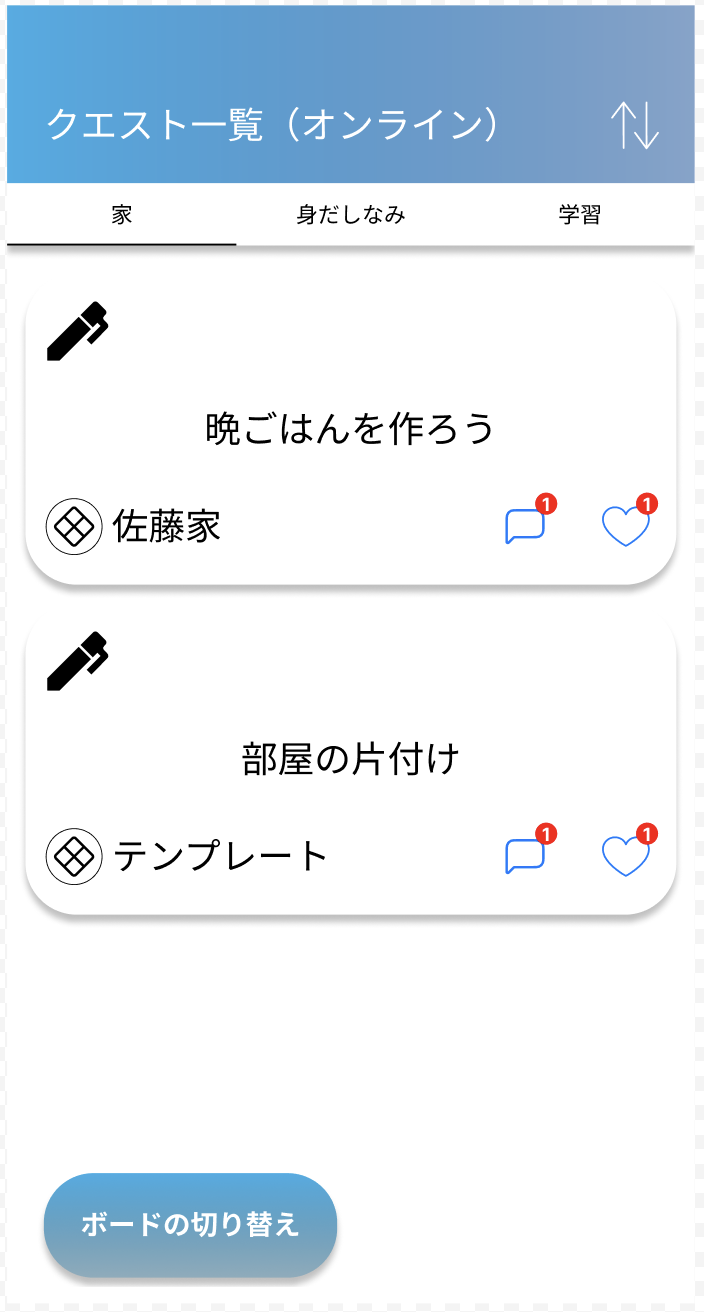 クエスト一覧（オンライン）
家
身だしなみ
学習
晩ごはんを作ろう
佐藤家
1
1
部屋の片付け
テンプレート
1
1
ボードの切り替え